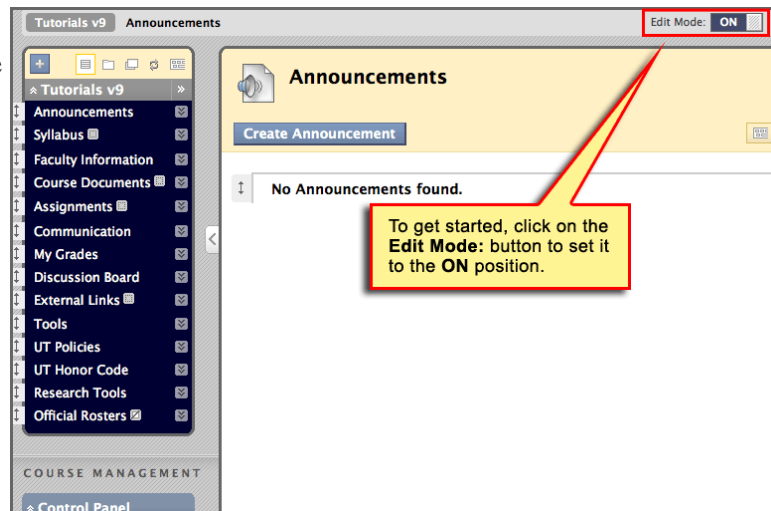 Tutorials v9 Announcements
Edit Mode: ON
e
Tutorials v9
Announcements
Syllabus
Faculty Information
Course Documents
Assignments
Communication
My Grades
Discussion Board
External Links
Tools
UT Policies
UT Honor Code
Research Tools
Official Rosters
COURSE MANAGEMENT
Control Panel
Announcements
Create Announcement
No Announcements found.
To get started, click on the
Edit Mode: button to set it
to the ON position.